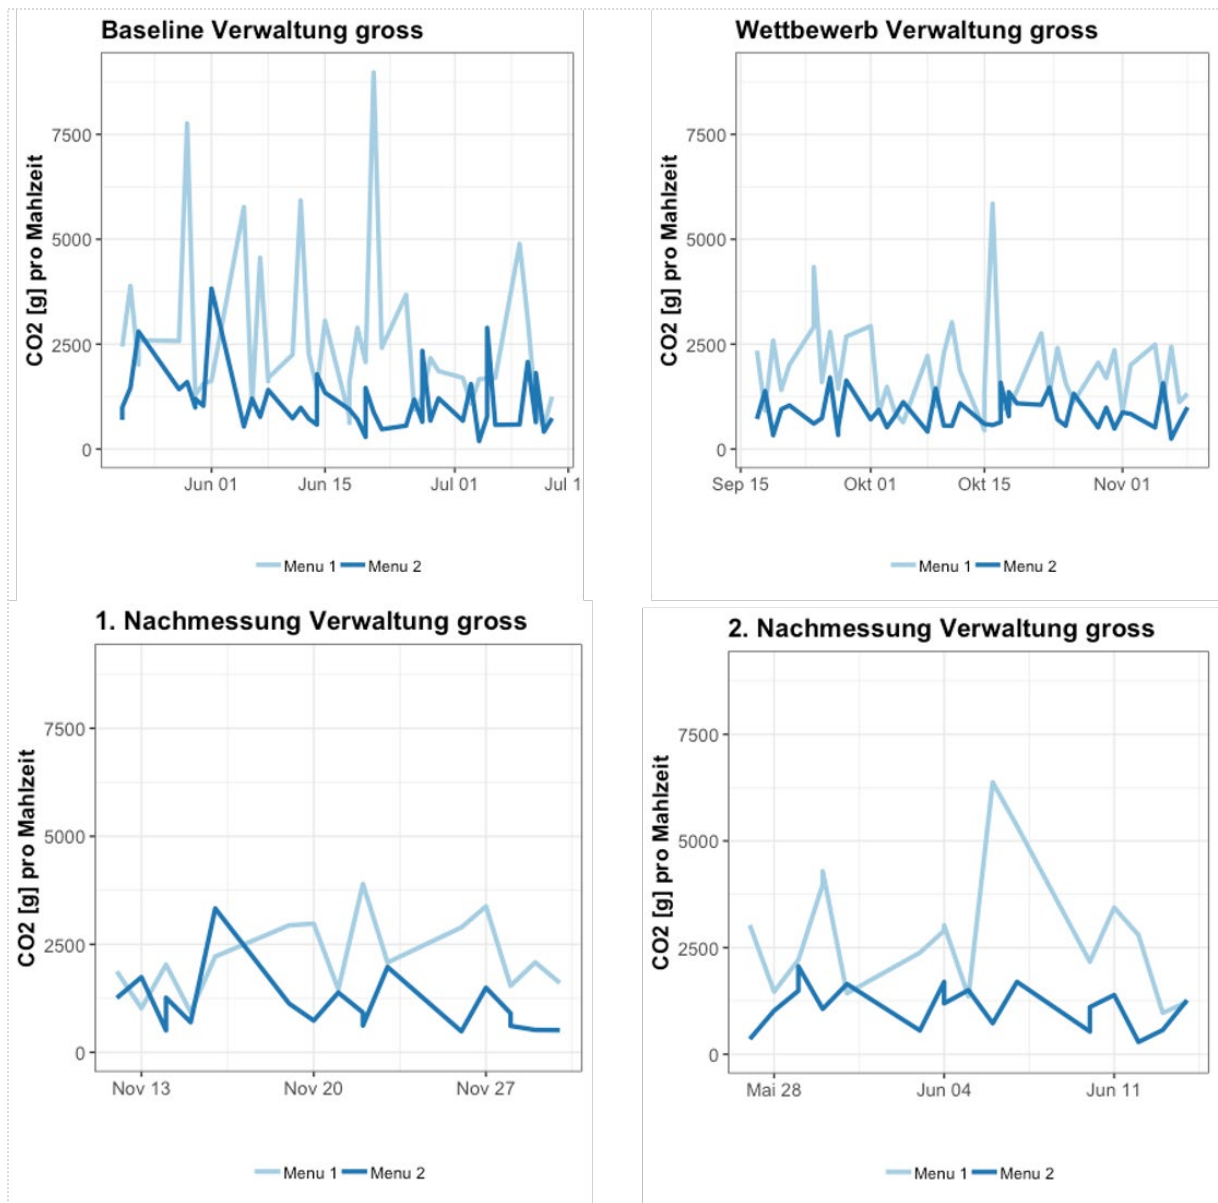 Baseline Verwaltung gross
CO2 [g] pro Mahlzeit
7500
5000
2500
0
Jun 01 Jun 15 Jul 01 Jul 1
Menu 1 Menu 2
Wettbewerb Verwaltung gross
CO2 [g] pro Mahlzeit
7500
5000
2500
0
Sep 15 Okt 01 Okt 15 Nov 01
Menu 1 Menu 2
1. Nachmessung Verwaltung gross
CO2 [g] pro Mahlzeit
7500
5000
2500
0
Nov 13 Nov 20 Nov 27
Menu 1 Menu 2
2. Nachmessung Verwaltung gross
CO2 [g] pro Mahlzeit
7500
5000
2500
0
Mai 28 Jun 04 Jun 11
Menu 1 Menu 2